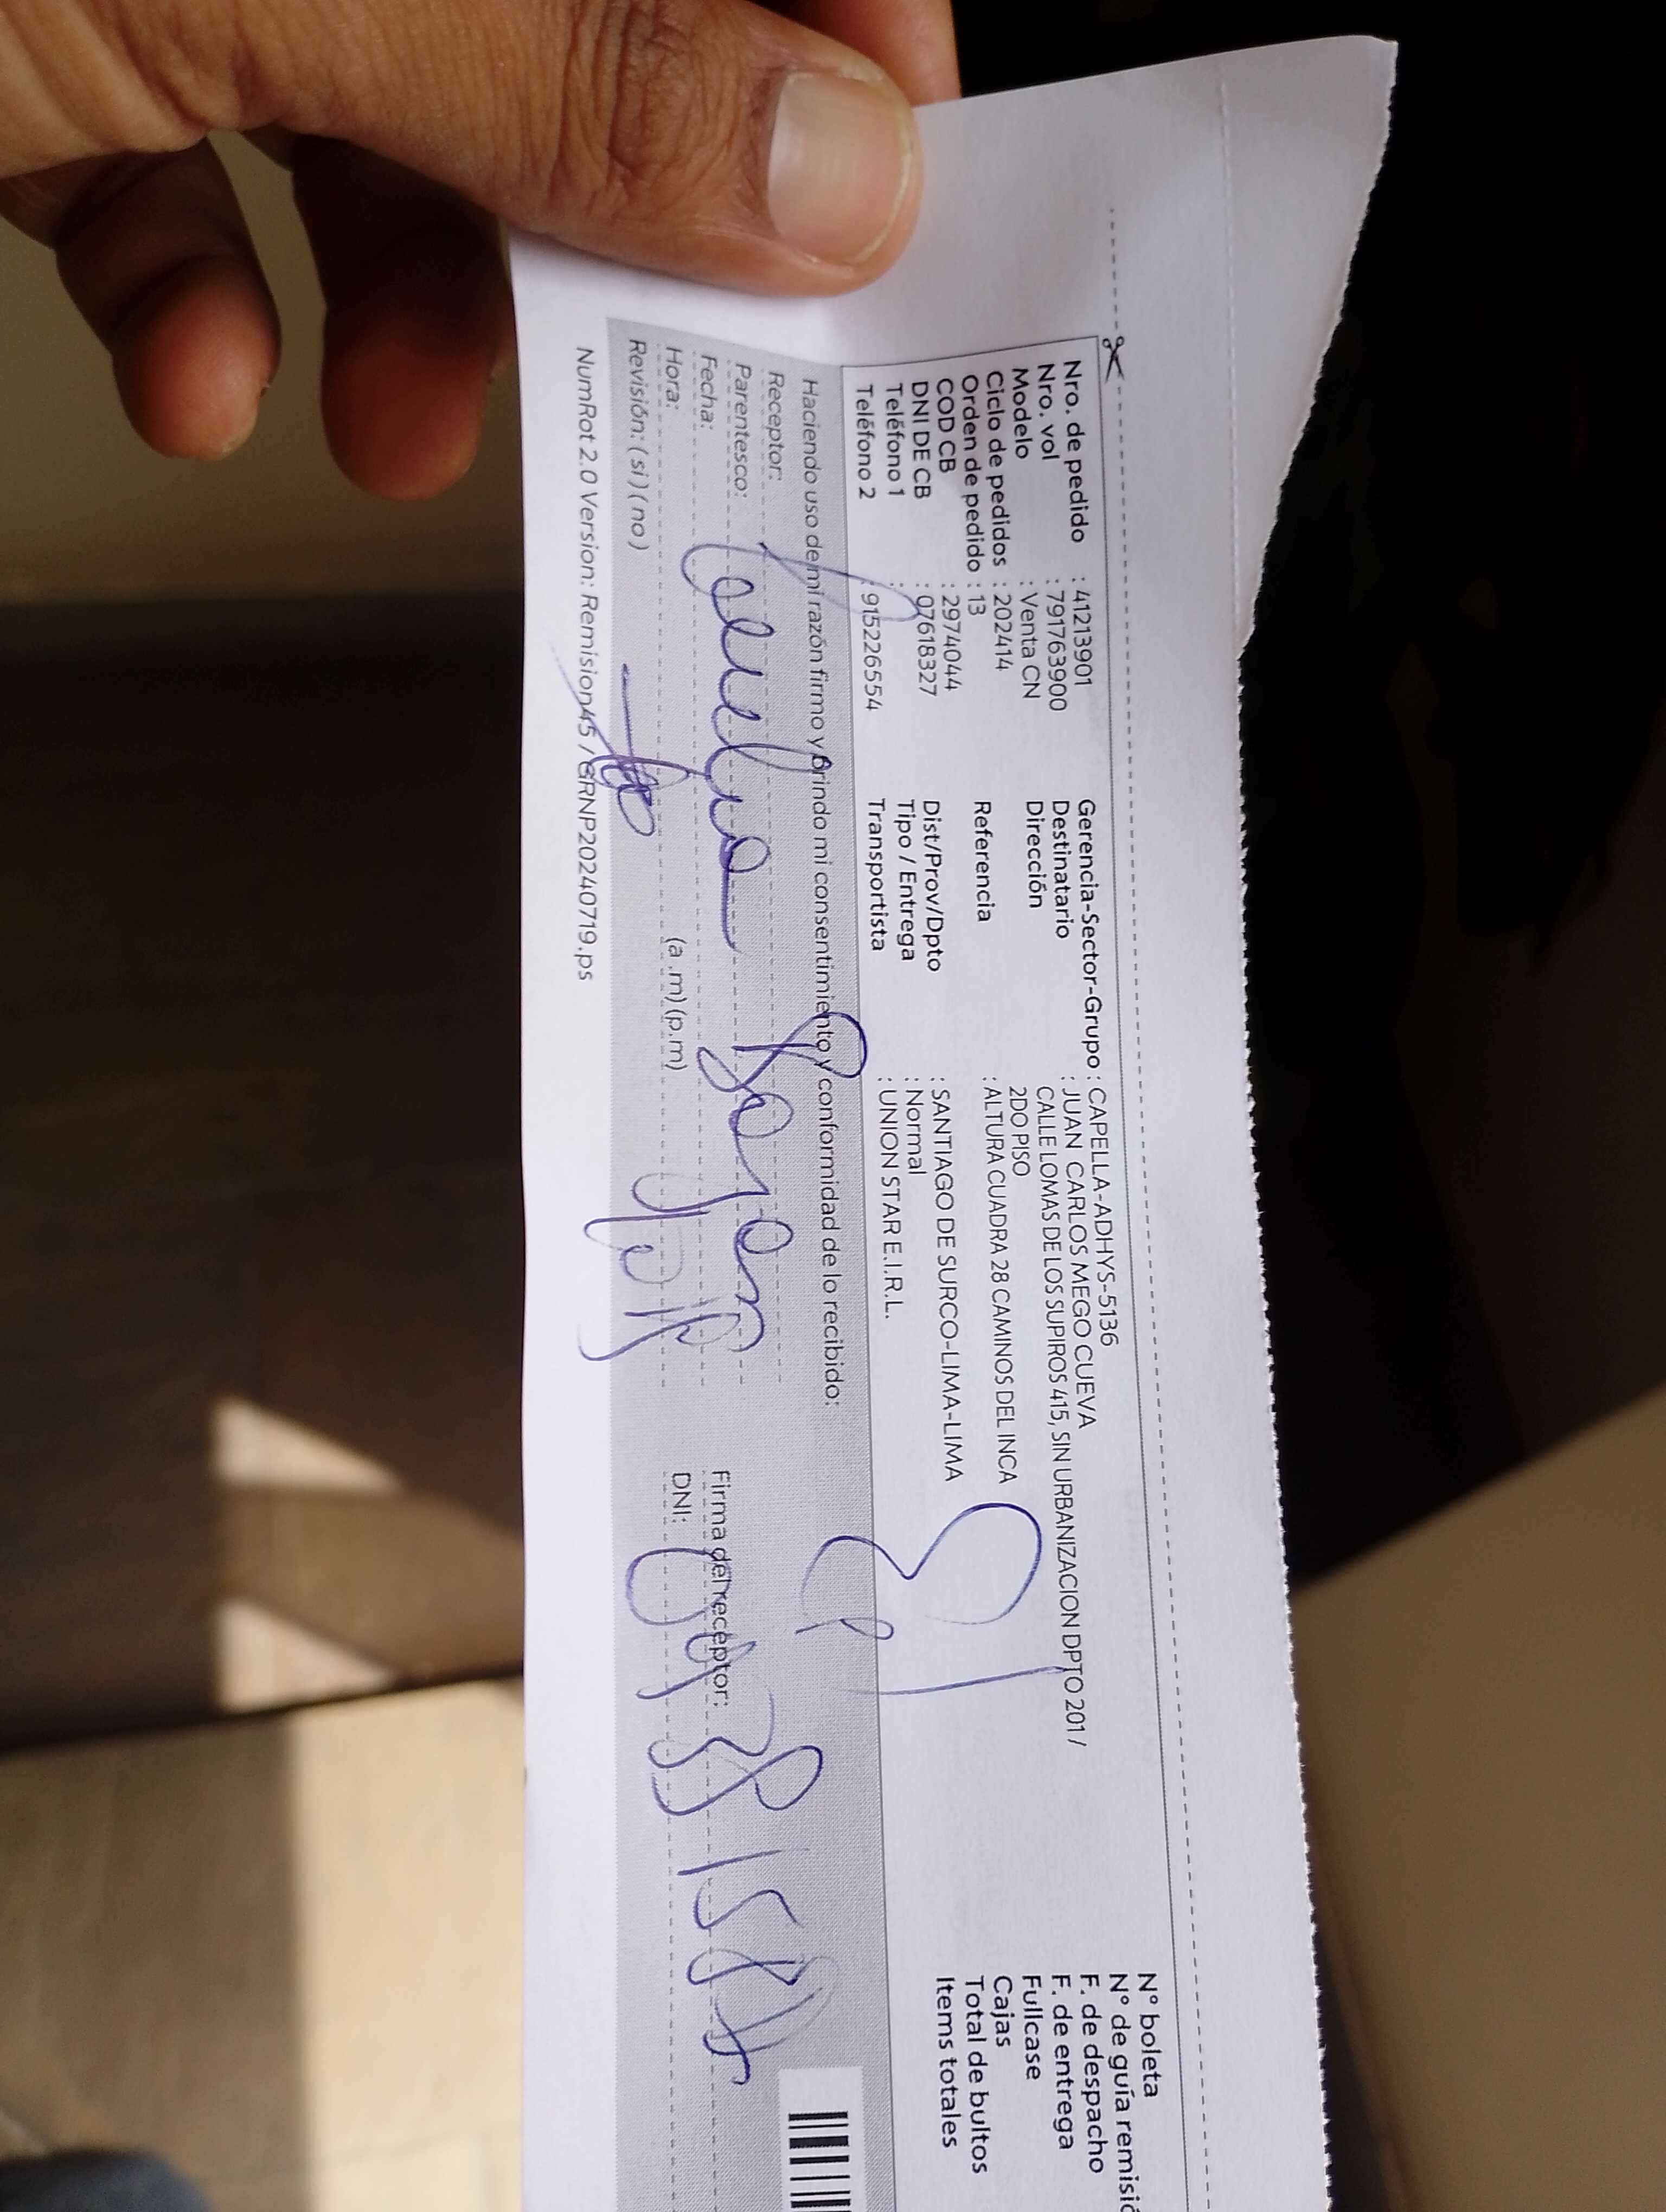 Nro. de pedido : 41213901
Nro. vol : 791763900
Modelo : Venta CN
Ciclo de pedidos : 202414
Orden de pedido : 13
COD CB : 2974044
DNI DE CB : 07618327
Teléfono 1 :
Teléfono 2 : 915226554
Gerencia-Sector-Grupo : CAPELLA-ADHYS-5136
Destinatario : JUAN CARLOS MEGO CUEVA
Dirección CALLE LOMAS DE LOS SUPIROS 415, SIN URBANIZACION DPTO 201 /
2DO PISO
Referencia : ALTURA CUADRA 28 CAMINOS DEL INCA
Dist/Prov/Dpto : SANTIAGO DE SURCO-LIMA-LIMA
Tipo / Entrega : Normal
Transportista : UNION STAR E.I.R.L.
N° boleta
N° de guía remisió
F. de despacho
F. de entrega
Fullcase
Cajas
Total de bultos
Items totales
Haciendo uso de mi razón firmo y brindo mi consentimiento y conformidad de lo recibido:
Receptor:
Parentesco:
Fecha:
Hora: (a .m) (p.m)
Revisión: ( si ) ( no )
Firma del receptor:
DNI:
NumRot 2.0 Version: Remision45 / GRNP20240719.ps